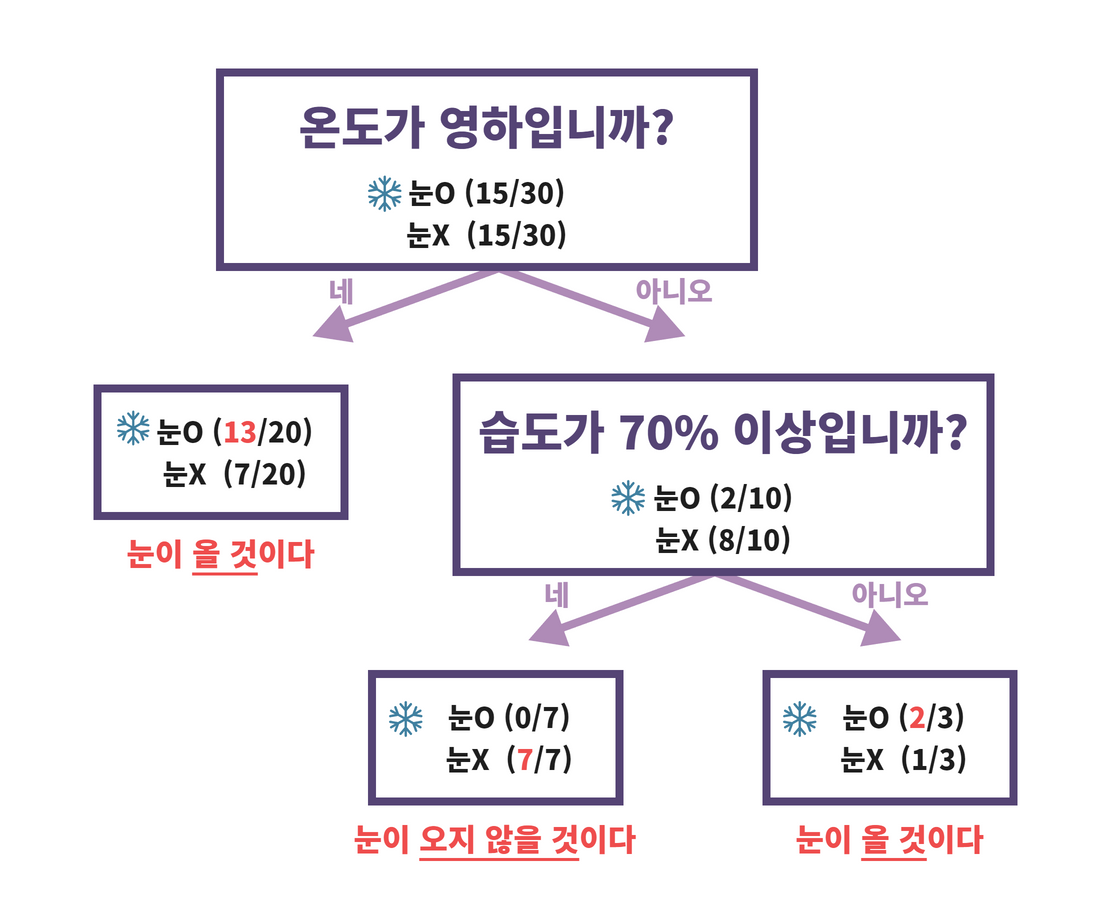 온도가 영하입니까?
눈O (15/30)
눈X (15/30)
네
아니오
눈O (13/20)
눈X (7/20)
눈이 올 것이다
습도가 70% 이상입니까?
눈O (2/10)
눈X (8/10)
네
아니오
눈O (0/7)
눈X (7/7)
눈이 오지 않을 것이다
눈O (2/3)
눈X (1/3)
눈이 올 것이다